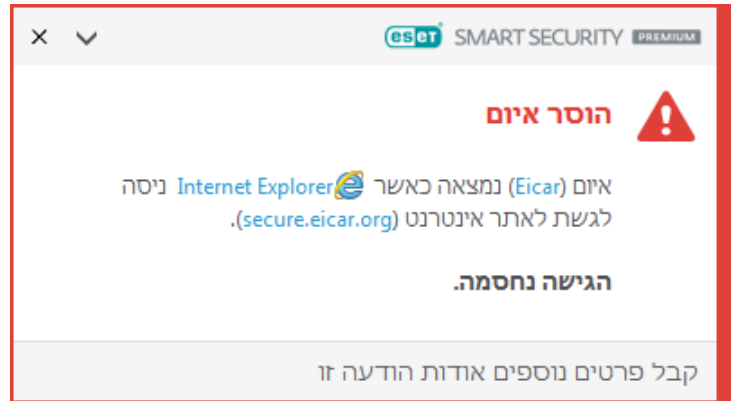 eset SMART SECURITY PREMIUM
הוסר איום
איום (Eicar) נמצאה כאשר Internet Explorer ניסה
לגשת לאתר אינטרנט (secure.eicar.org).
הגישה נחסמה.
קבל פרטים נוספים אודות הודעה זו